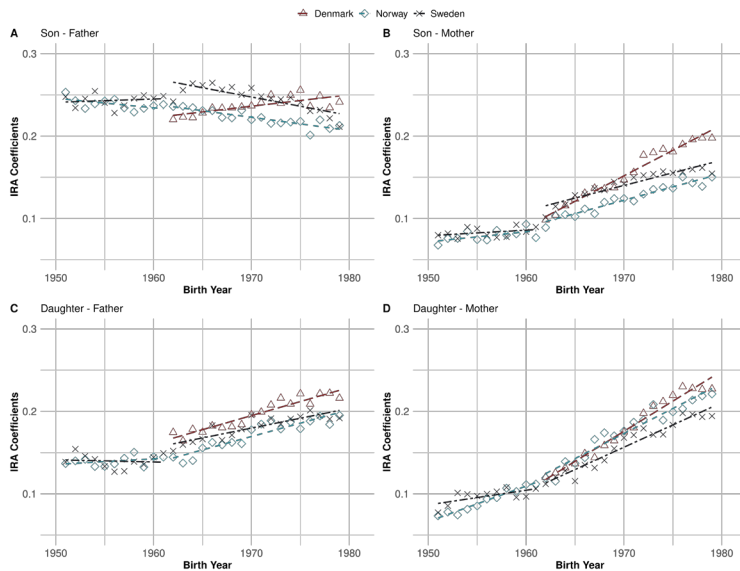 Denmark Norway Sweden
A Son - Father
0.3
0.2
0.1
IRA Coefficients
1950 1960 1970 1980
Birth Year
B Son - Mother
0.3
0.2
0.1
IRA Coefficients
1950 1960 1970 1980
Birth Year
C Daughter - Father
0.3
0.2
0.1
IRA Coefficients
1950 1960 1970 1980
Birth Year
D Daughter - Mother
0.3
0.2
0.1
IRA Coefficients
1950 1960 1970 1980
Birth Year